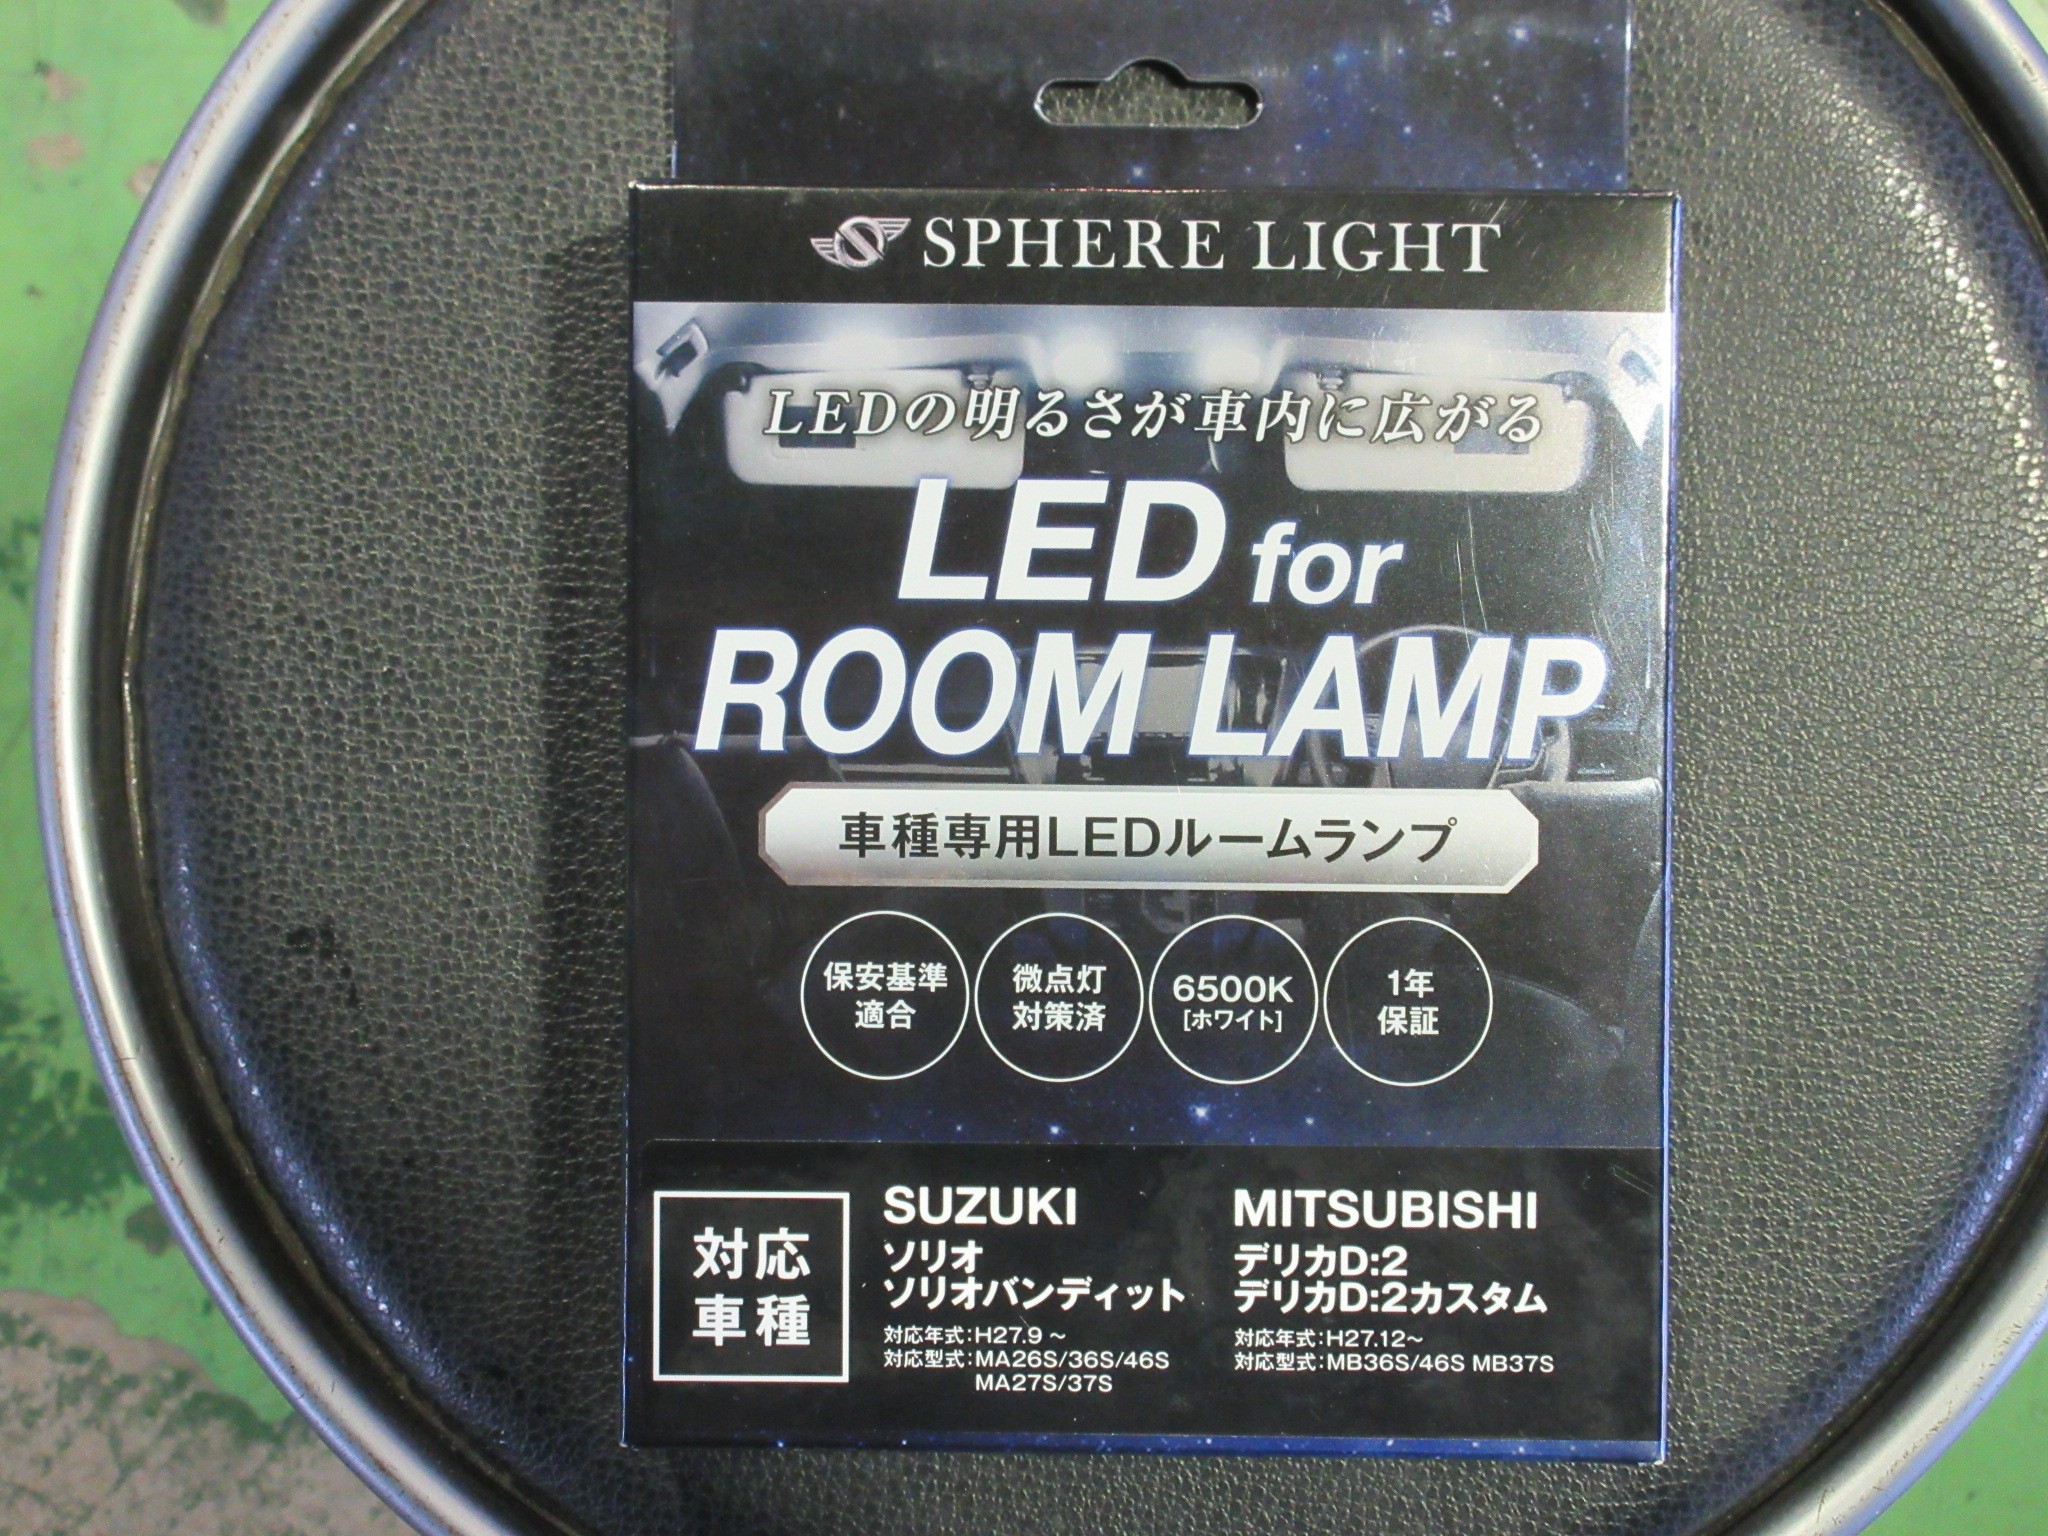 SPHERE LIGHT
LEDの明るさが車内に広がる
LED for
ROOM LAMP
車種専用LEDルームランプ
保安基準
適合
微点灯
対策済
6500K
[ホワイト]
1年
保証
対応
車種
SUZUKI
ソリオ
ソリオバンディット
対応年式:H27.9～
対応型式:MA26S/36S/46S
MA27S/37S
MITSUBISHI
デリカD:2
デリカD:2カスタム
対応年式:H27.12～
対応型式:MB36S/46S MB37S